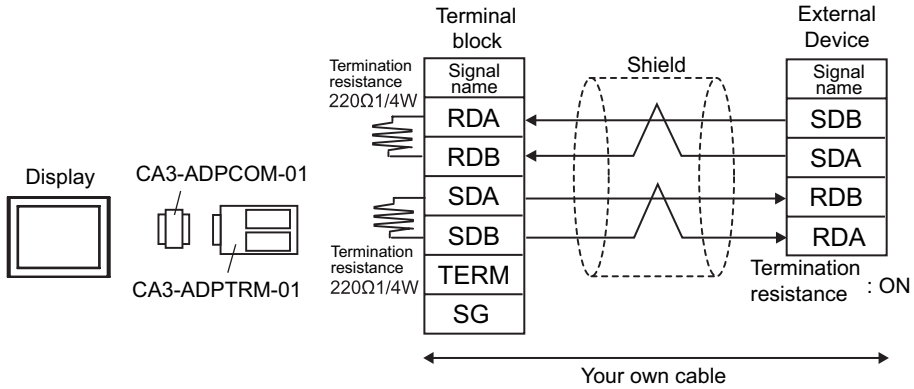 Display
CA3-ADPCOM-01
CA3-ADPTRM-01
Termination
resistance
220Ω1/4W
Termination
resistance
220Ω1/4W
Terminal
block
Signal
name
RDA
RDB
SDA
SDB
TERM
SG
Shield
External
Device
Signal
name
SDB
SDA
RDB
RDA
Termination
resistance : ON
Your own cable